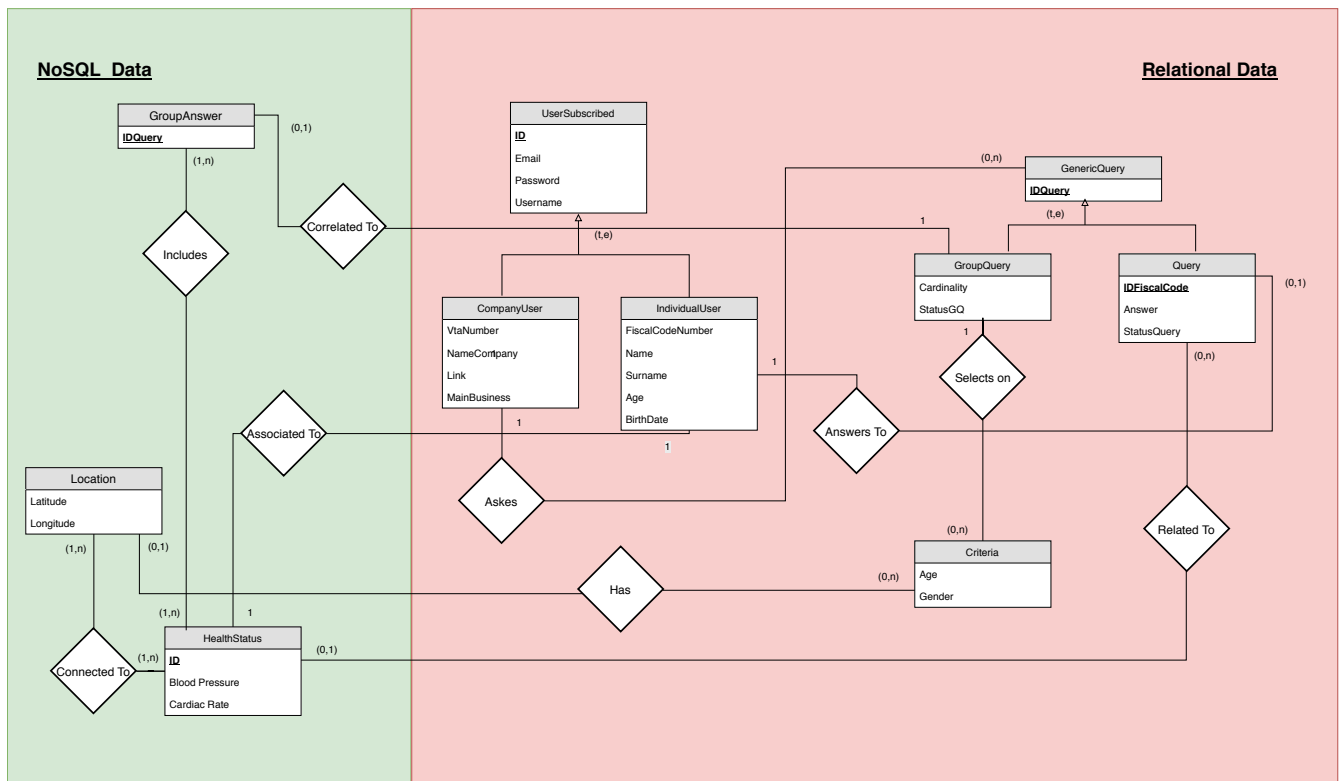 NoSQL Data
Relational Data
GroupAnswer
IDQuery
(0,1)
(1,n)
Correlated To
Includes
UserSubscribed
ID
Email
Password
Username
(t,e)
(0,n)
GenericQuery
IDQuery
(t,e)
1
GroupQuery
Cardinality
StatusGQ
1
Query
IDFiscalCode
Answer
StatusQuery
(0,1)
(0,n)
CompanyUser
VtaNumber
NameCompany
1
Link
MainBusiness
1
IndividualUser
FiscalCodeNumber
Name
Surname
Age
BirthDate
1
1
Selects on
Answers To
Associated To
Askes
Location
Latitude
Longitude
(1,n)
(0,1)
Related To
(0,n)
Criteria
Age
Gender
(0,n)
Has
(1,n)
1
HealthStatus
ID
Blood Pressure
Cardiac Rate
(0,1)
(1,n)
Connected To